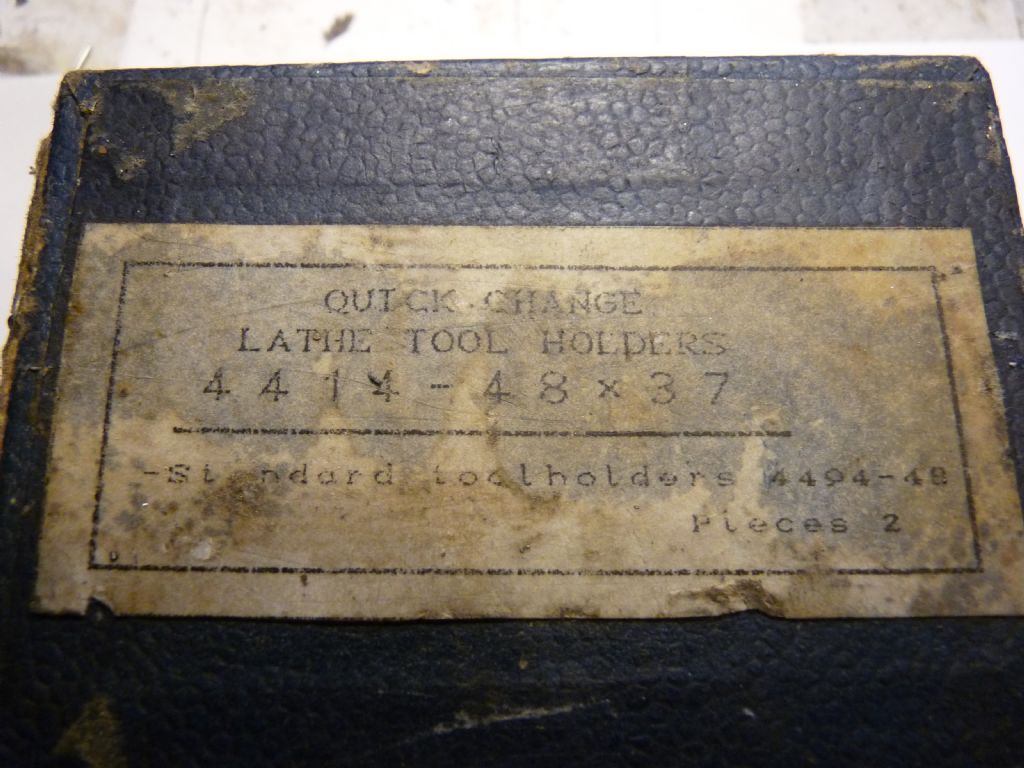 QUICK CHANGE
LATHE TOOL HOLDERS
4414-48x37
-Standard toolholders 4494-48
Pieces 2